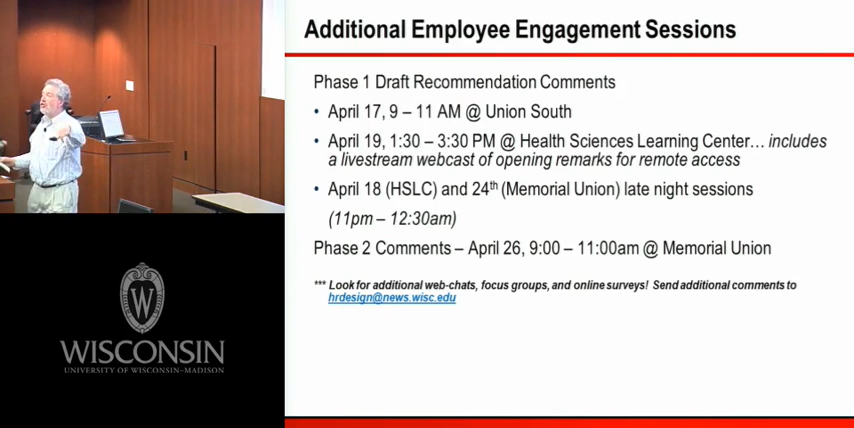 Additional Employee Engagement Sessions
Phase 1 Draft Recommendation Comments
• April 17, 9 – 11 AM @ Union South
• April 19, 1:30 – 3:30 PM @ Health Sciences Learning Center… includes
a livestream webcast of opening remarks for remote access
• April 18 (HSLC) and 24th (Memorial Union) late night sessions
(11pm – 12:30am)
Phase 2 Comments – April 26, 9:00 – 11:00am @ Memorial Union
*** Look for additional web-chats, focus groups, and online surveys! Send additional comments to
hrdesign@news.wisc.edu
W
WISCONSIN
UNIVERSITY OF WISCONSIN–MADISON